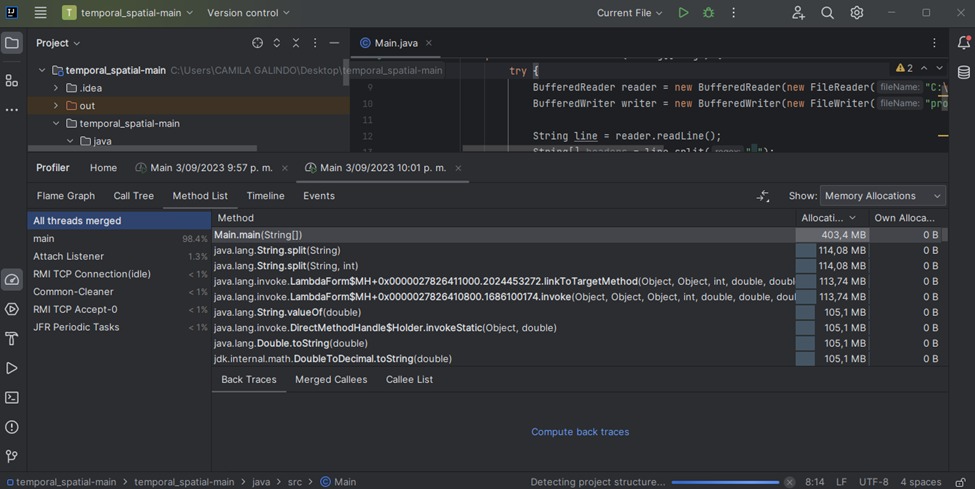 temporal_spatial-main Version control Current File
Project
Main.java
temporal_spatial-main C:\Users\CAMILA GALINDO\Desktop\temporal_spatial-main
.idea
out
temporal_spatial-main
java
try {
2
9 BufferedReader reader = new BufferedReader(new FileReader( fileName: "C:\
10 BufferedWriter writer = new BufferedWriter(new FileWriter( fileName: "pro
11
12 String line = reader.readLine();
Profiler Home Main 3/09/2023 9:57 p. m. Main 3/09/2023 10:01 p. m.
Flame Graph Call Tree Method List Timeline Events Show: Memory Allocations
All threads merged
main 98.4%
Attach Listener 1.3%
RMI TCP Connection(idle) < 1%
Common-Cleaner < 1%
RMI TCP Accept-0 < 1%
JFR Periodic Tasks < 1%
Method Allocati... Own Alloca...
Main.main(String[]) 403,4 MB 0 B
java.lang.String.split(String) 114,08 MB 0 B
java.lang.String.split(String, int) 114,08 MB 0 B
java.lang.invoke.LambdaForm$MH+0x0000027826411000.2024453272.linkToTargetMethod(Object, Object, int, double, doubl 113,74 MB 0 B
java.lang.invoke.LambdaForm$MH+0x0000027826410800.1686100174.invoke(Object, Object, Object, int, double, double, doul 113,74 MB 0 B
java.lang.String.valueOf(double) 105,1 MB 0 B
java.lang.invoke.DirectMethodHandle$Holder.invokeStatic(Object, double) 105,1 MB 0 B
java.lang.Double.toString(double) 105,1 MB 0 B
jdk.internal.math.DoubleToDecimal.toString(double) 105,1 MB 0 B
Back Traces Merged Callees Callee List
Compute back traces
temporal_spatial-main temporal_spatial-main java src Main Detecting project structure... 8:14 LF UTF-8 4 spaces